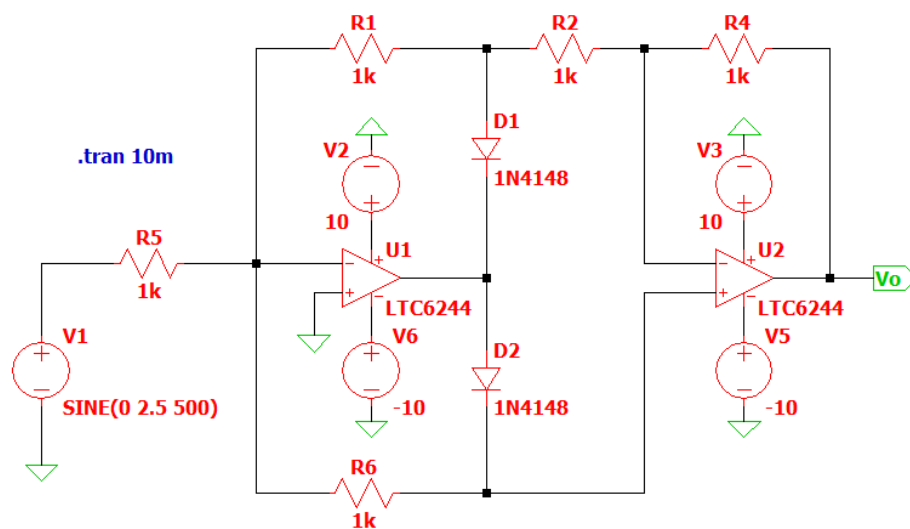 R1
1k
R2
1k
R4
1k
.tran 10m
V2
10
D1
1N4148
V3
10
R5
1k
U1
LTC6244
U2
LTC6244
Vo
V1
SINE(0 2.5 500)
V6
-10
D2
1N4148
V5
-10
R6
1k